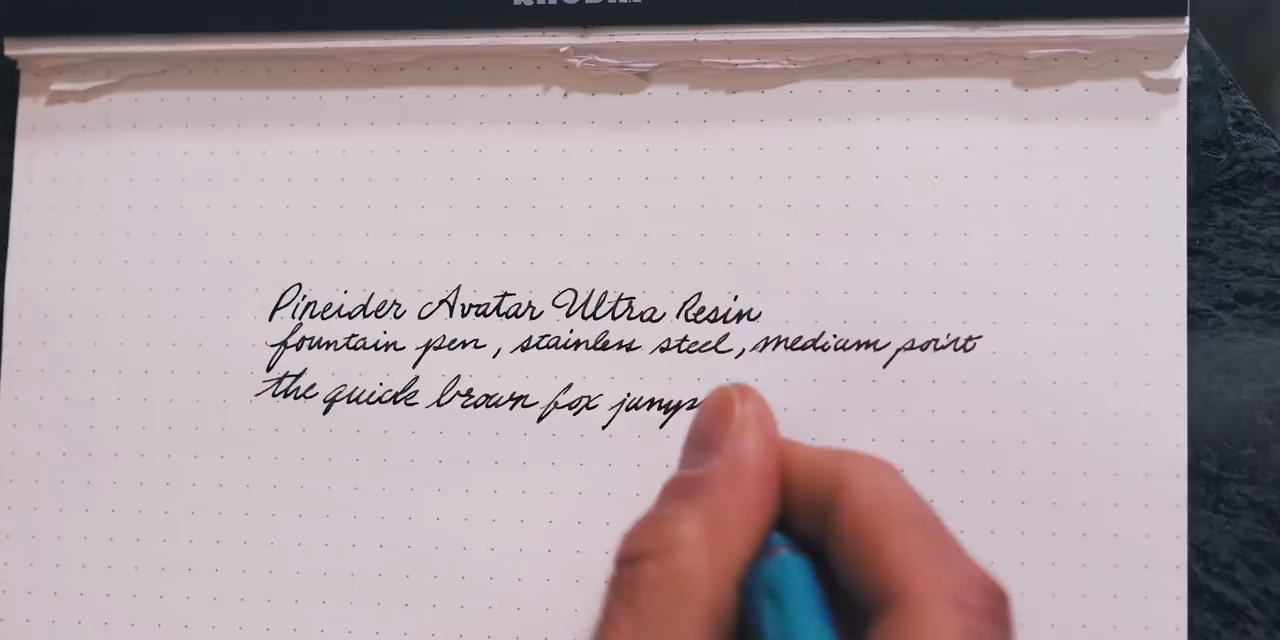 Pineider Avatar Ultra Resin
fountain pen, stainless steel, medium point
the quick brown fox jumps